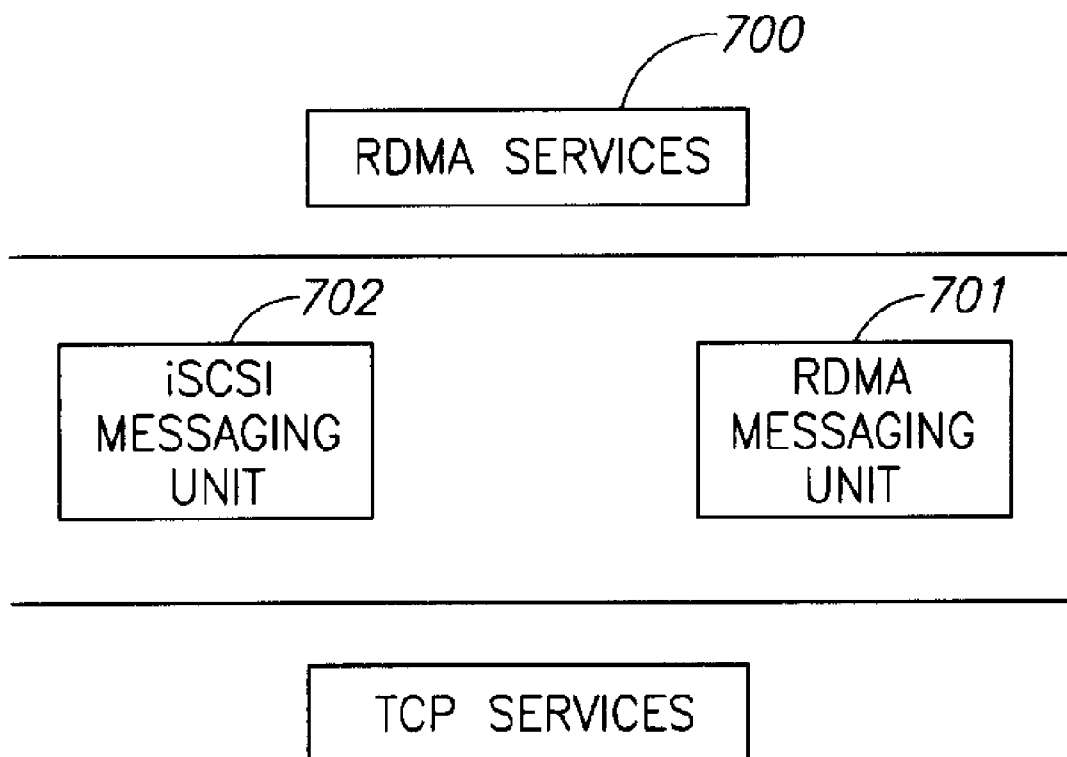 700
RDMA SERVICES
702
701
iSCSI
MESSAGING
UNIT
RDMA
MESSAGING
UNIT
TCP SERVICES